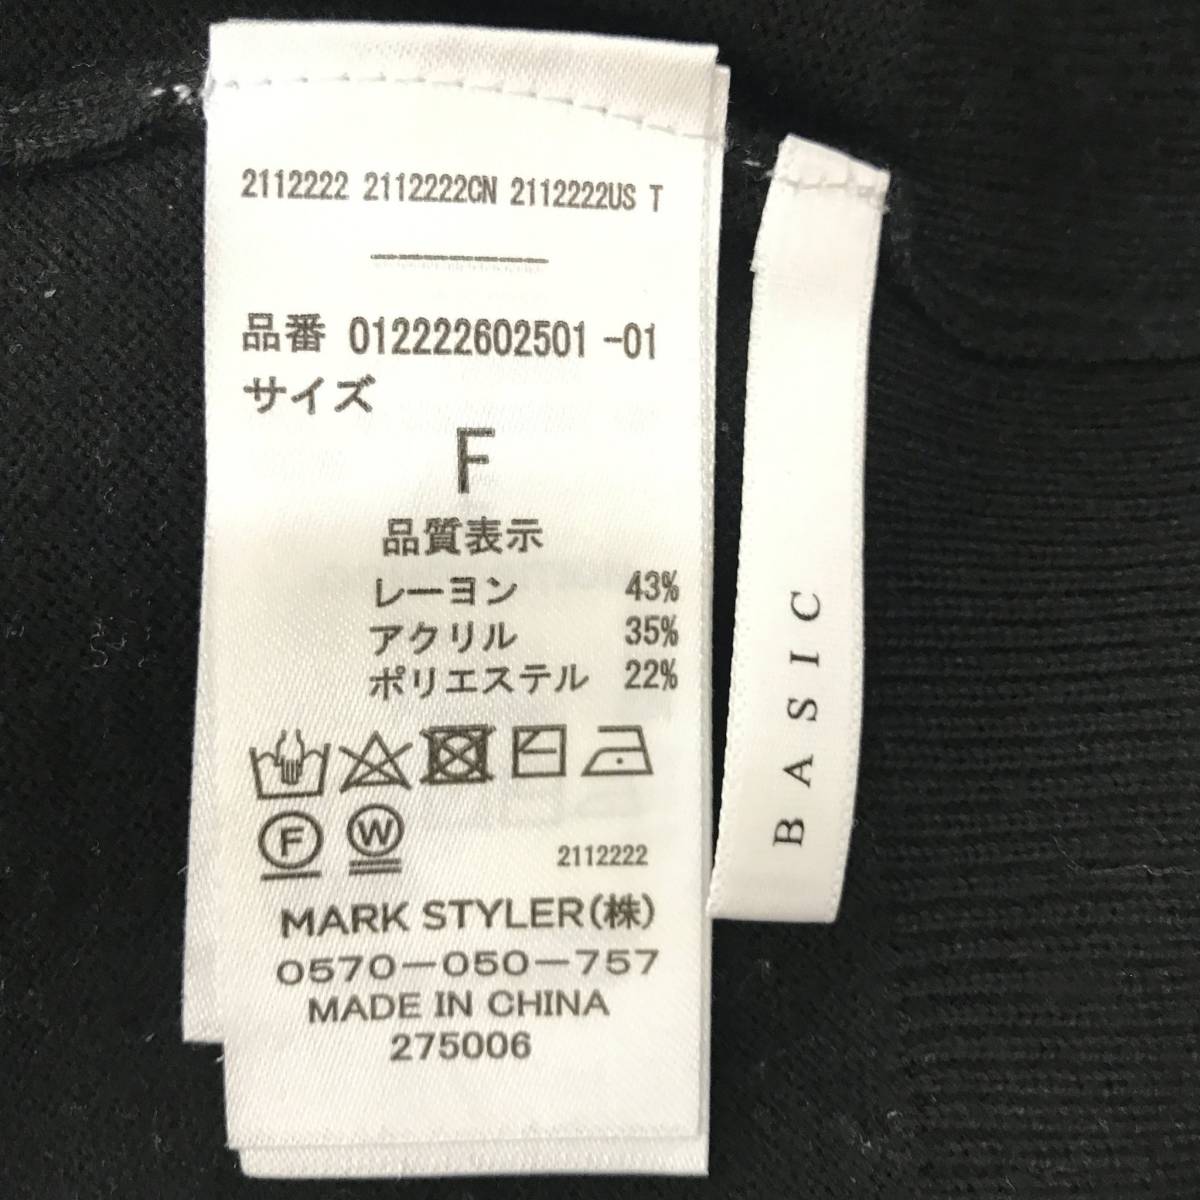 2112222 2112222CN 2112222US T
品番 012222602501 -01
サイズ
F
品質表示
レーヨン 43%
アクリル 35%
ポリエステル 22%
F W
2112222
MARK STYLER(株)
0570-050-757
MADE IN CHINA
275006
BASIC